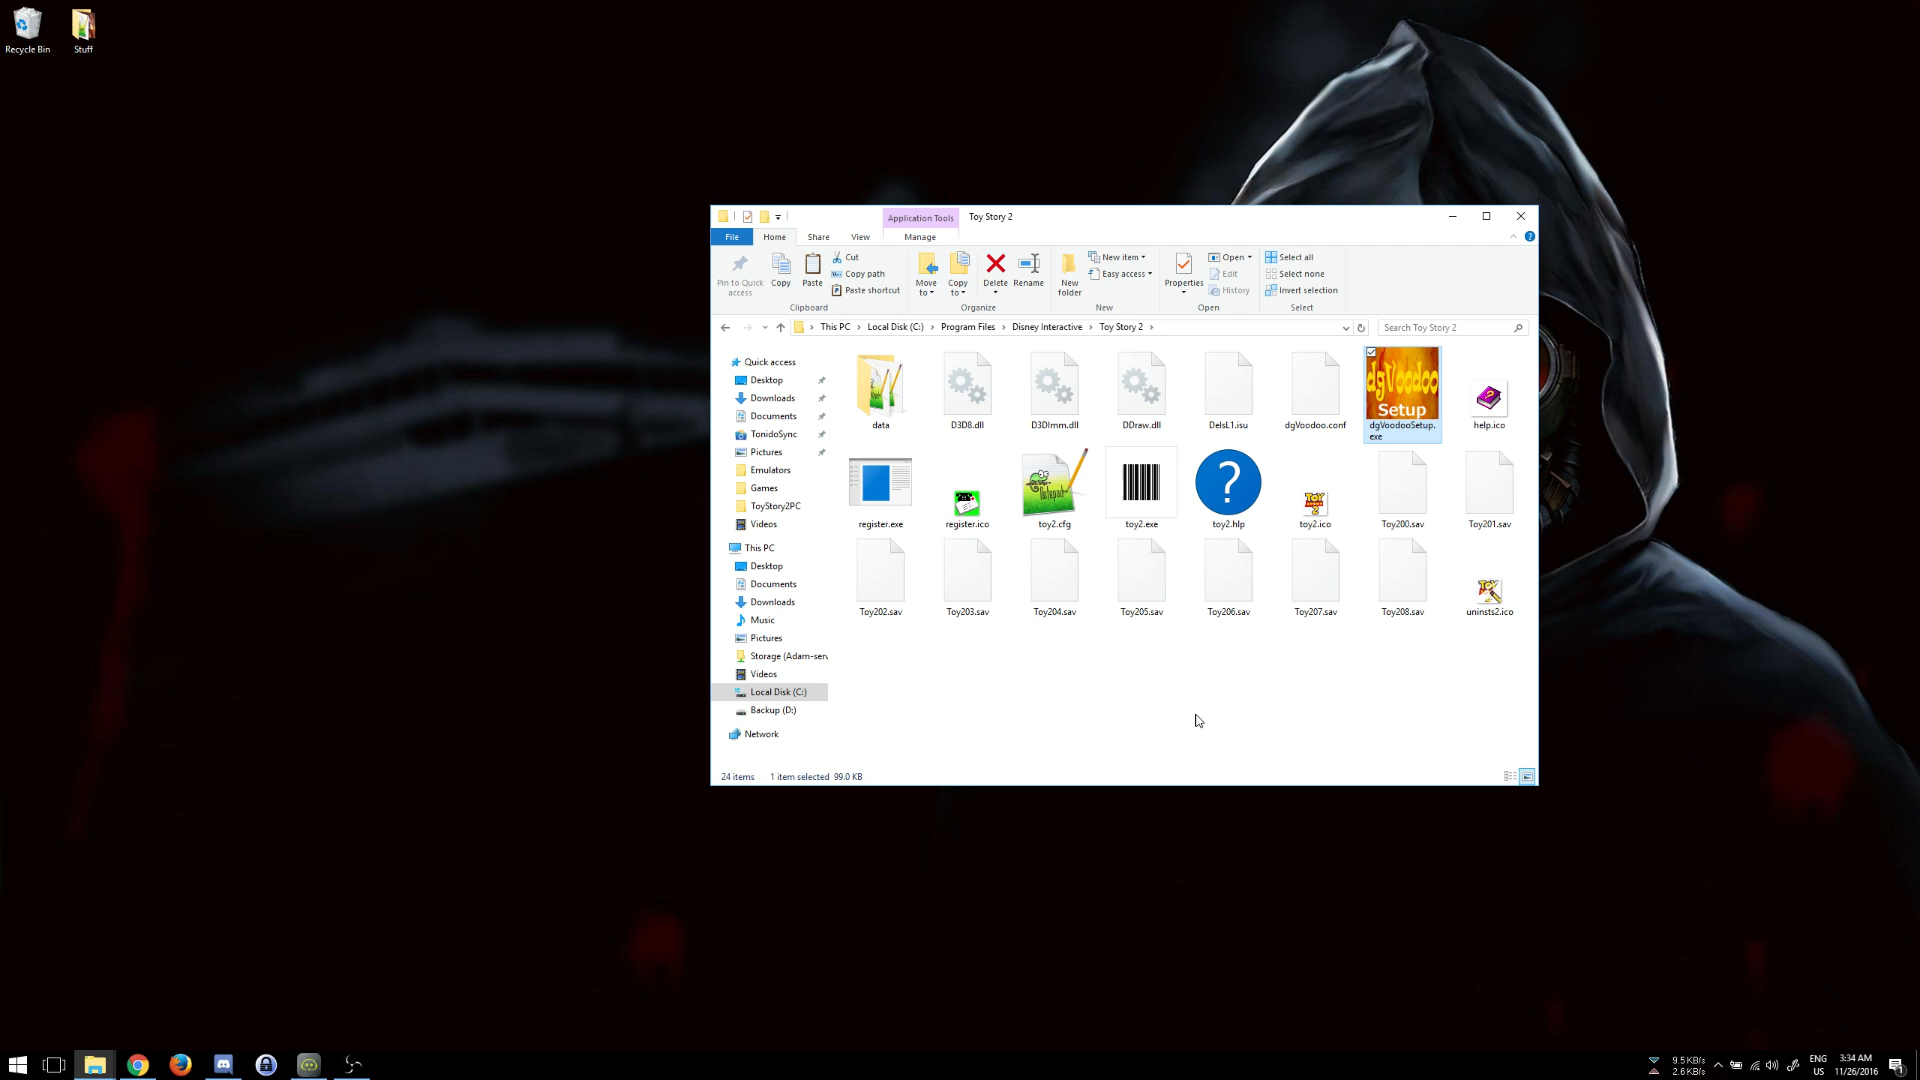 Recycle Bin
Stuff
Application Tools
Toy Story 2
File
Home
Share
View
Manage
Pin to Quick access
Copy
Paste
Cut
Copy path
Paste shortcut
Clipboard
Move to
Copy to
Delete
Rename
Organize
New folder
New item
Easy access
New
Properties
Open
Edit
History
Open
Select all
Select none
Invert selection
Select
This PC
Local Disk (C:)
Program Files
Disney Interactive
Toy Story 2
Search Toy Story 2
Quick access
Desktop
Downloads
Documents
TonidoSync
Pictures
Emulators
Games
ToyStory2PC
Videos
This PC
Desktop
Documents
Downloads
Music
Pictures
Storage (Adam-serv
Videos
Local Disk (C:)
Backup (D:)
Network
data
D3D8.dll
D3DImm.dll
DDraw.dll
DelsL1.isu
dgVoodoo.conf
dgVoodoo
Setup
dgVoodooSetup.
exe
help.ico
register.exe
register.ico
Notepad++
toy2.cfg
toy2.exe
toy2.hlp
toy2.ico
Toy200.sav
Toy201.sav
Toy202.sav
Toy203.sav
Toy204.sav
Toy205.sav
Toy206.sav
Toy207.sav
Toy208.sav
uninsts2.ico
24 items
1 item selected 99.0 KB
9.5 KB/s
2.6 KB/s
ENG
US
3:34 AM
11/26/2016